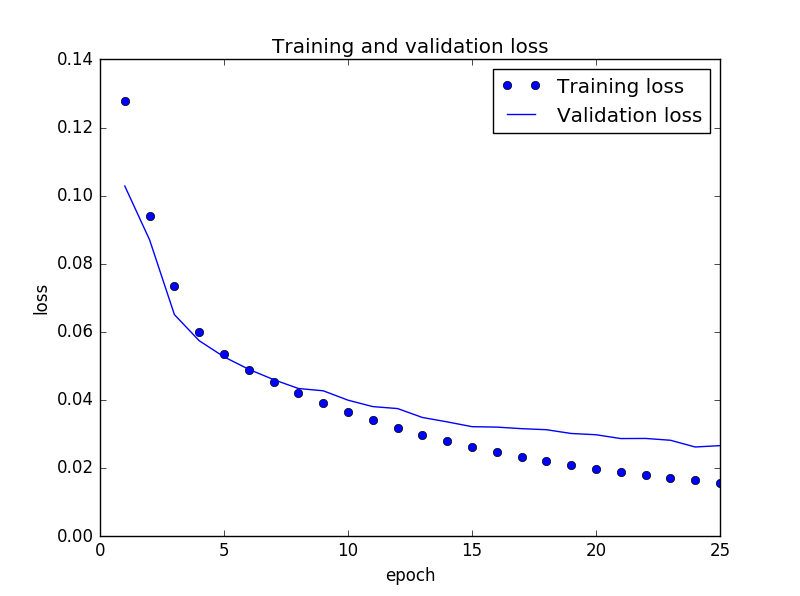 Training and validation loss
0.14
0.12
0.10
0.08
0.06
0.04
0.02
0.00
loss
Training loss
Validation loss
0
5
10
15
20
25
epoch